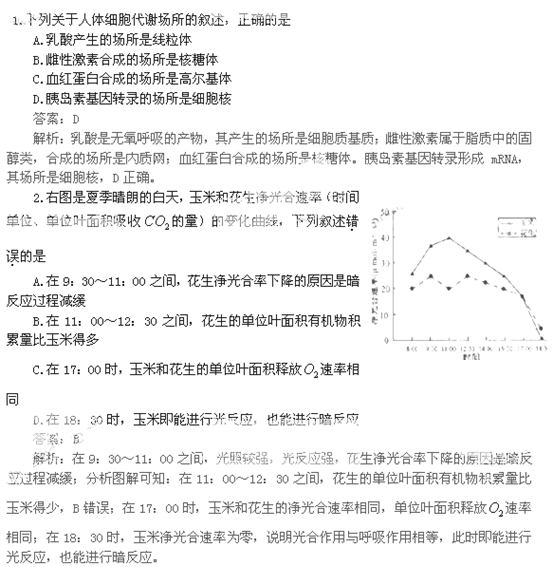 1.下列关于人体细胞代谢场所的叙述，正确的是
A.乳酸产生的场所是线粒体
B.雌性激素合成的场所是核糖体
C.血红蛋白合成的场所是高尔基体
D.胰岛素基因转录的场所是细胞核
答案：D
解析：乳酸是无氧呼吸的产物，其产生的场所是细胞质基质；雌性激素属于脂质中的固
醇类，合成的场所是内质网；血红蛋白合成的场所是核糖体。胰岛素基因转录形成 mRNA，
其场所是细胞核，D 正确。
2.右图是夏季晴朗的白天，玉米和花生净光合速率（时间
单位、单位叶面积吸收CO₂的量）的变化曲线，下列叙述错
误的是
A.在 9：30～11：00 之间，花生净光合率下降的原因是暗
反应过程减缓
B.在 11：00～12：30 之间，花生的单位叶面积有机物积
累量比玉米得多
C.在 17：00 时，玉米和花生的单位叶面积释放O₂速率相
同
D.在 18：30 时，玉米即能进行光反应，也能进行暗反应
答案：B
解析：在 9：30～11：00 之间，光照较强，光反应强，花生净光合率下降的原因是暗反
应过程减缓；分析图解可知：在 11：00～12：30 之间，花生的单位叶面积有机物积累量比
玉米得少，B 错误；在 17：00 时，玉米和花生的净光合速率相同，单位叶面积释放O₂速率
相同；在 18：30 时，玉米净光合速率为零，说明光合作用与呼吸作用相等，此时即能进行
光反应，也能进行暗反应。
50
40
30
20
10
0
净光合速率
时间